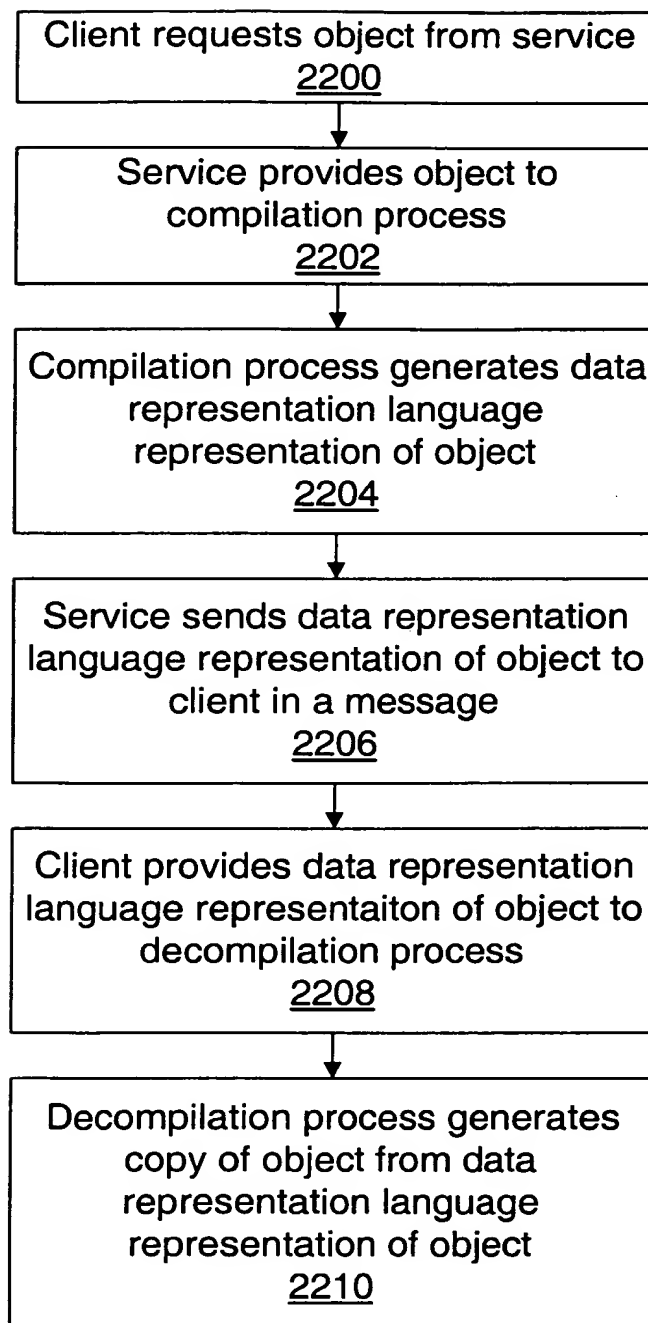 Client requests object from service
2200
Service provides object to
compilation process
2202
Compilation process generates data
representation language
representation of object
2204
Service sends data representation
language representation of object to
client in a message
2206
Client provides data representation
language representaiton of object to
decompilation process
2208
Decompilation process generates
copy of object from data
representation language
representation of object
2210